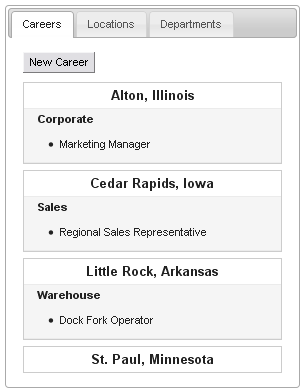 Careers Locations Departments
New Career
Alton, Illinois
Corporate
Marketing Manager
Cedar Rapids, Iowa
Sales
Regional Sales Representative
Little Rock, Arkansas
Warehouse
Dock Fork Operator
St. Paul, Minnesota